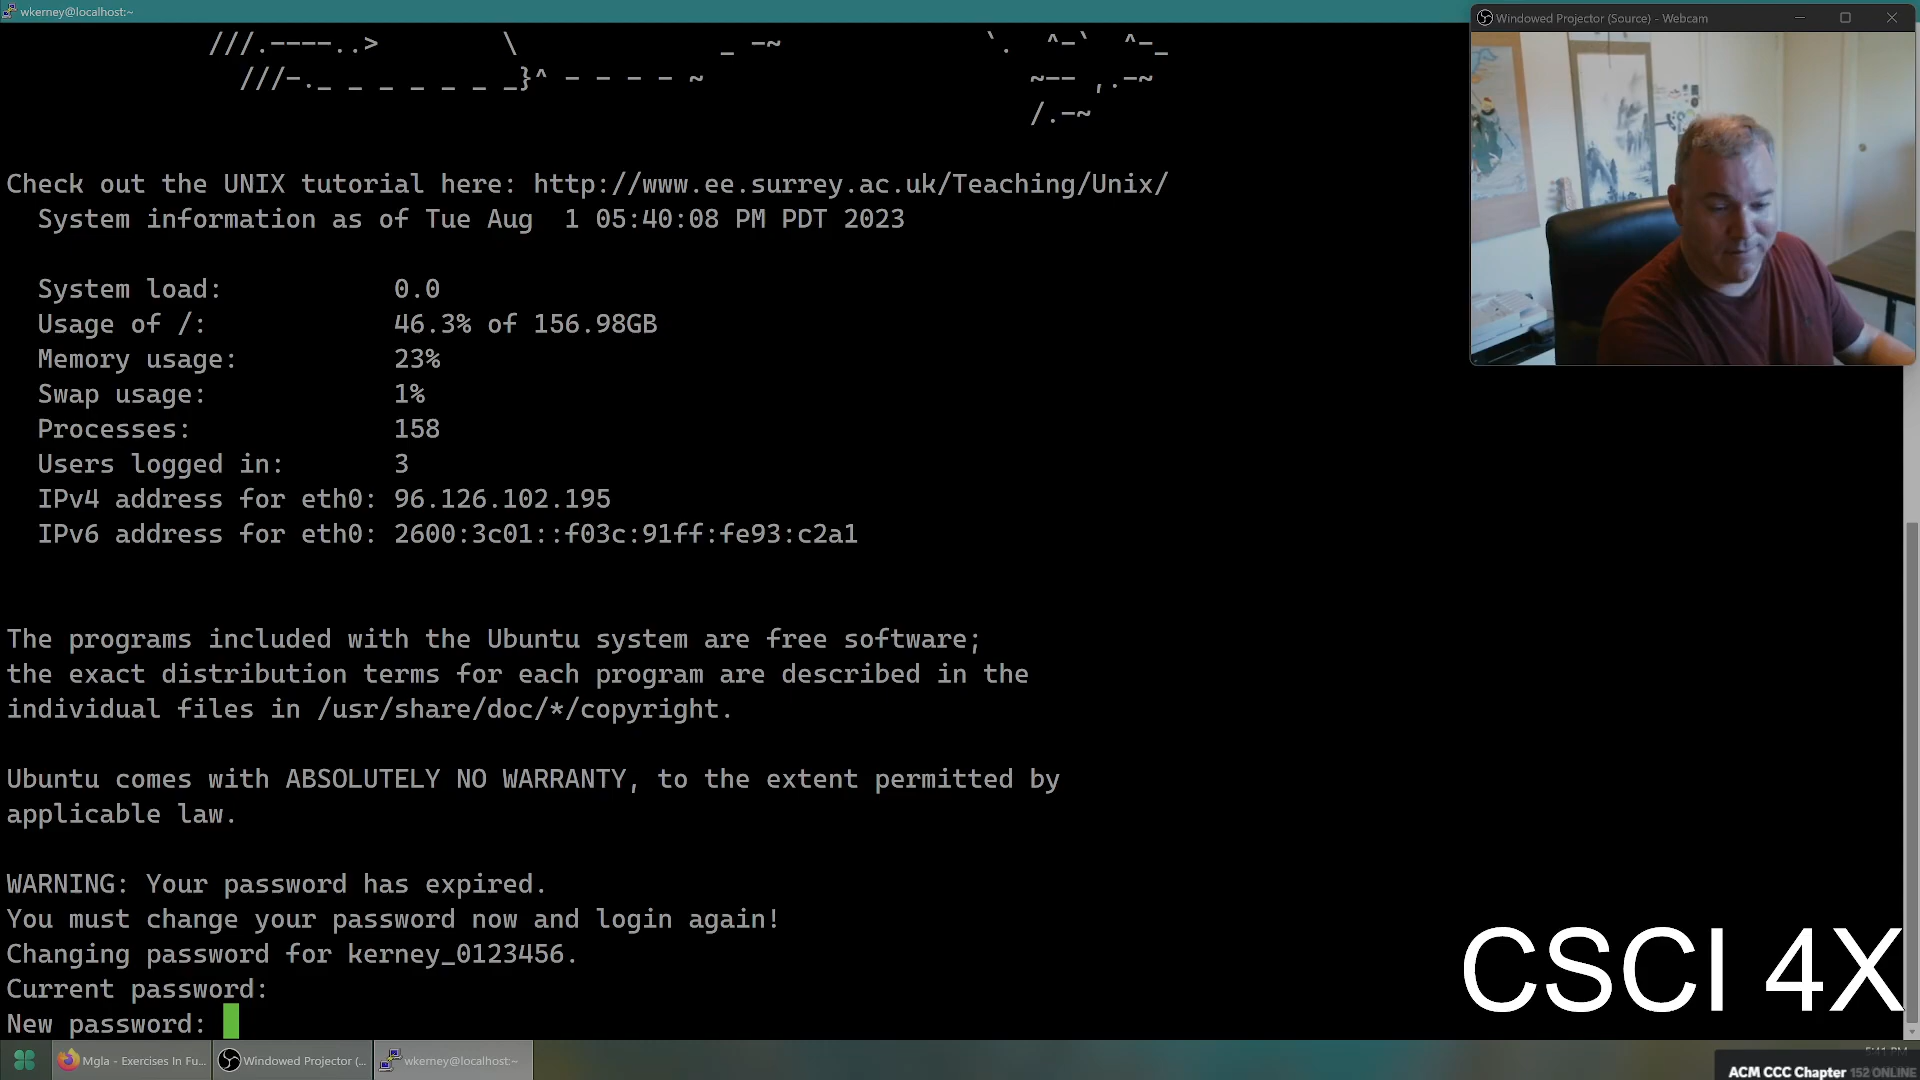 wkerney@localhost:~
Windowed Projector (Source) - Webcam
///.----..>        \             _ -~             `.  ^-`  ^-_
///-._ _ _ _ _ _ _}^ - - - - ~                     ~-- ,.-~
/.-~
Check out the UNIX tutorial here: http://www.ee.surrey.ac.uk/Teaching/Unix/
System information as of Tue Aug  1 05:40:08 PM PDT 2023
System load:           0.0
Usage of /:            46.3% of 156.98GB
Memory usage:          23%
Swap usage:            1%
Processes:             158
Users logged in:       3
IPv4 address for eth0: 96.126.102.195
IPv6 address for eth0: 2600:3c01::f03c:91ff:fe93:c2a1
The programs included with the Ubuntu system are free software;
the exact distribution terms for each program are described in the
individual files in /usr/share/doc/*/copyright.
Ubuntu comes with ABSOLUTELY NO WARRANTY, to the extent permitted by
applicable law.
WARNING: Your password has expired.
You must change your password now and login again!
Changing password for kerney_0123456.
Current password:
New password:
CSCI 4X
Mgla - Exercises In Fu...
Windowed Projector (...
wkerney@localhost:~
5:41 PM
ACM CCC Chapter 152 ONLINE